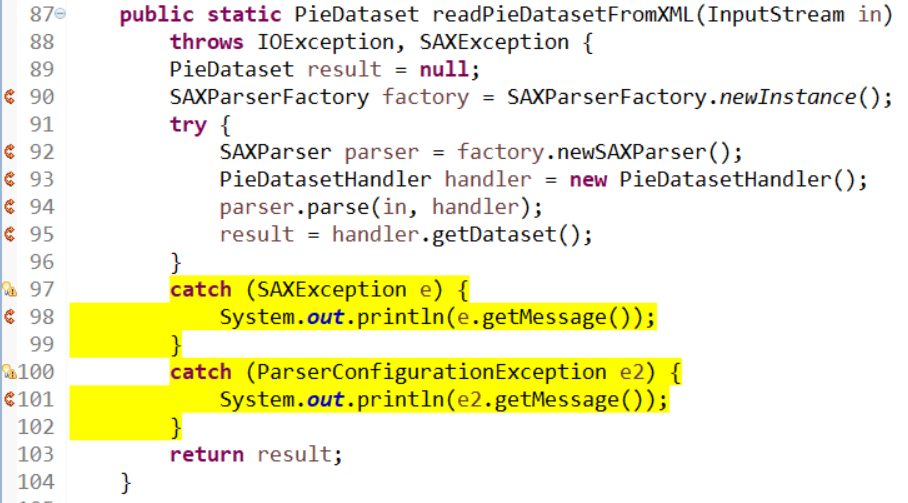 87 public static PieDataset readPieDatasetFromXML(InputStream in)
88 throws IOException, SAXException {
89 PieDataset result = null;
90 SAXParserFactory factory = SAXParserFactory.newInstance();
91 try {
92 SAXParser parser = factory.newSAXParser();
93 PieDatasetHandler handler = new PieDatasetHandler();
94 parser.parse(in, handler);
95 result = handler.getDataset();
96 }
97 catch (SAXException e) {
98 System.out.println(e.getMessage());
99 }
100 catch (ParserConfigurationException e2) {
101 System.out.println(e2.getMessage());
102 }
103 return result;
104 }